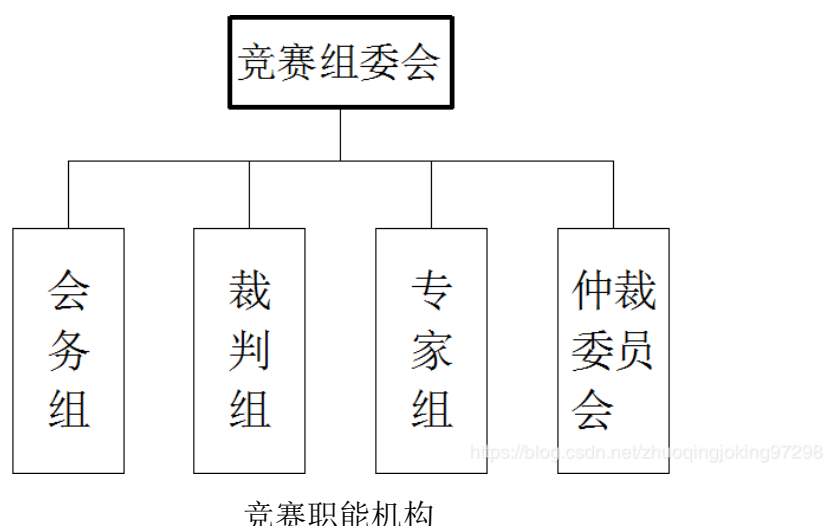 竞赛组委会
会
务
组
裁
判
组
专
家
组
仲裁
委员
会
https://blog.csdn.net/zhuoqingjoking97298
竞赛职能机构